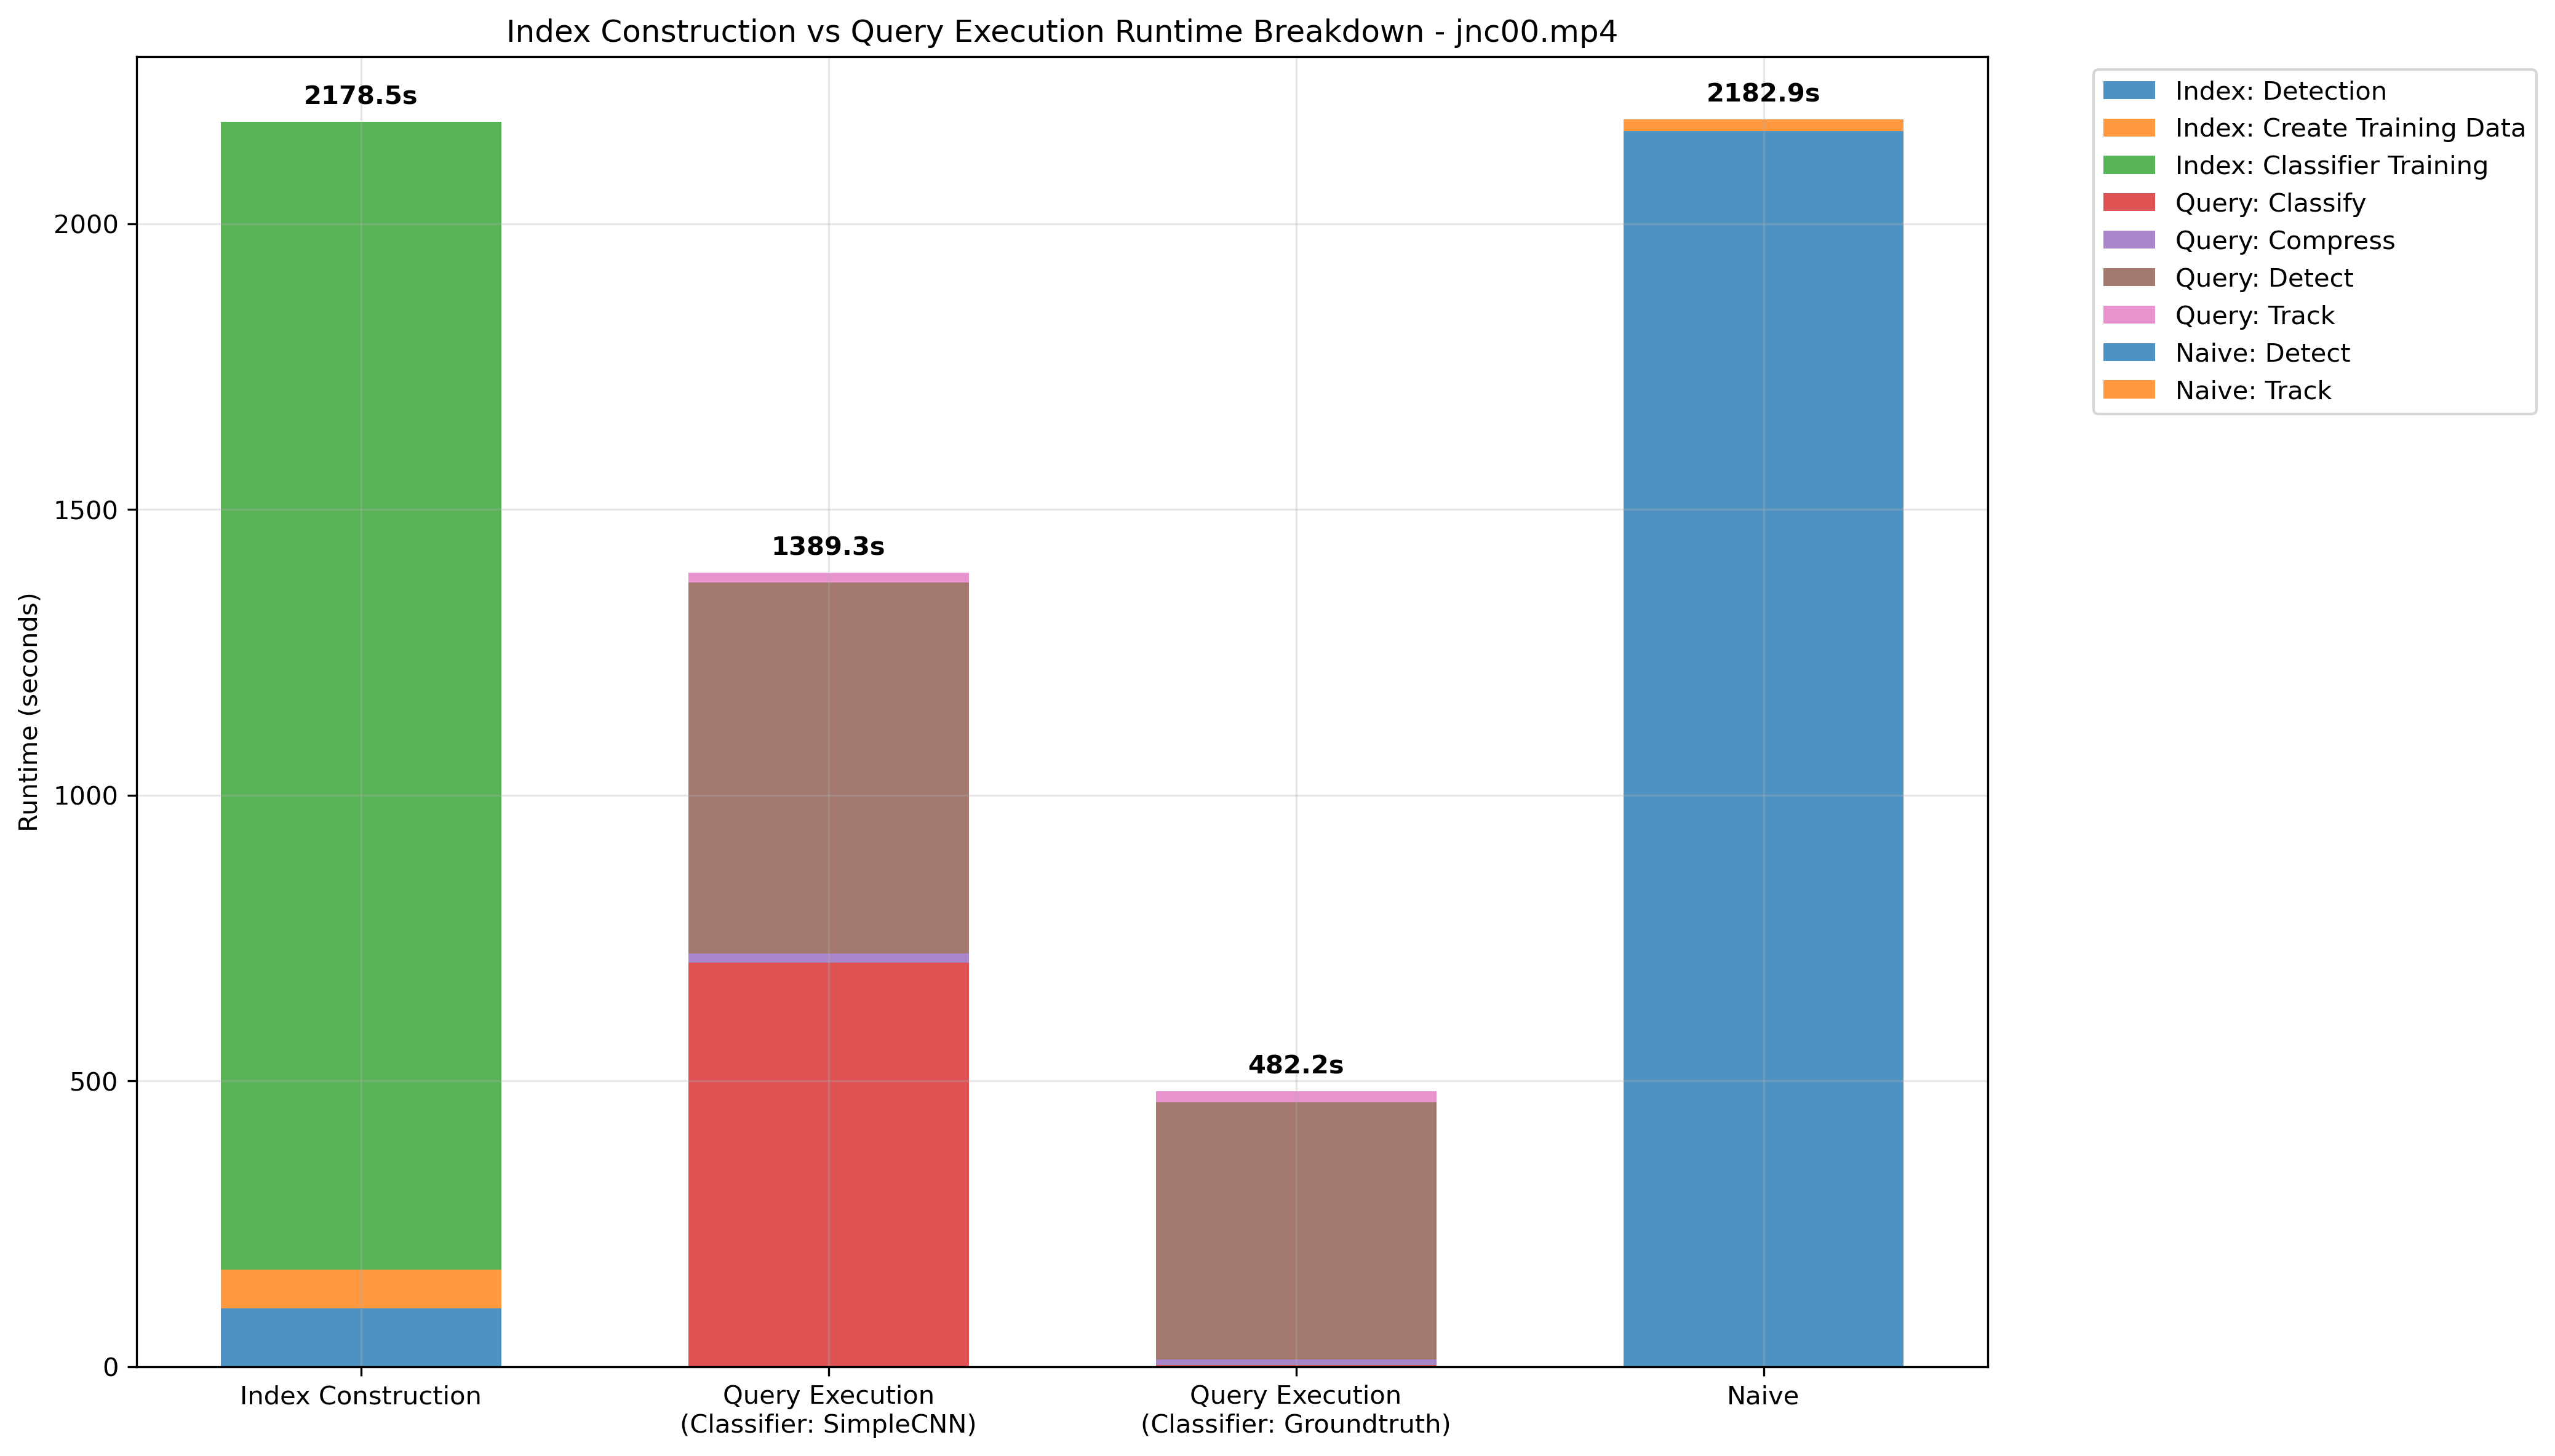 Index Construction vs Query Execution Runtime Breakdown - jnc00.mp4
2178.5s
1389.3s
482.2s
2182.9s
Runtime (seconds)
2000
1500
1000
500
0
Index Construction
Query Execution
(Classifier: SimpleCNN)
Query Execution
(Classifier: Groundtruth)
Naive
Index: Detection
Index: Create Training Data
Index: Classifier Training
Query: Classify
Query: Compress
Query: Detect
Query: Track
Naive: Detect
Naive: Track